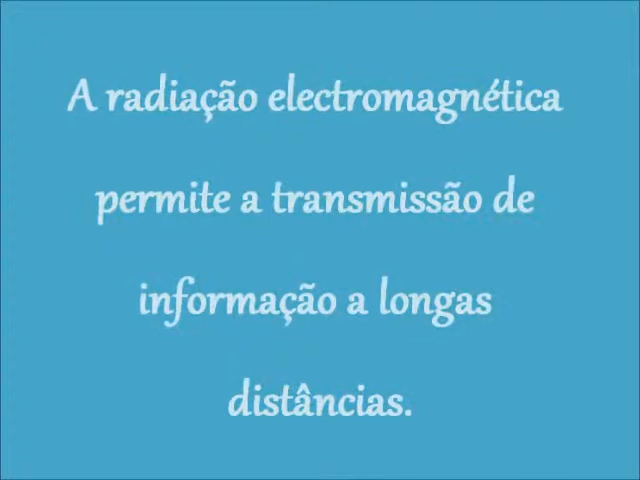 A radiação electromagnética
permite a transmissão de
informação a longas
distâncias.